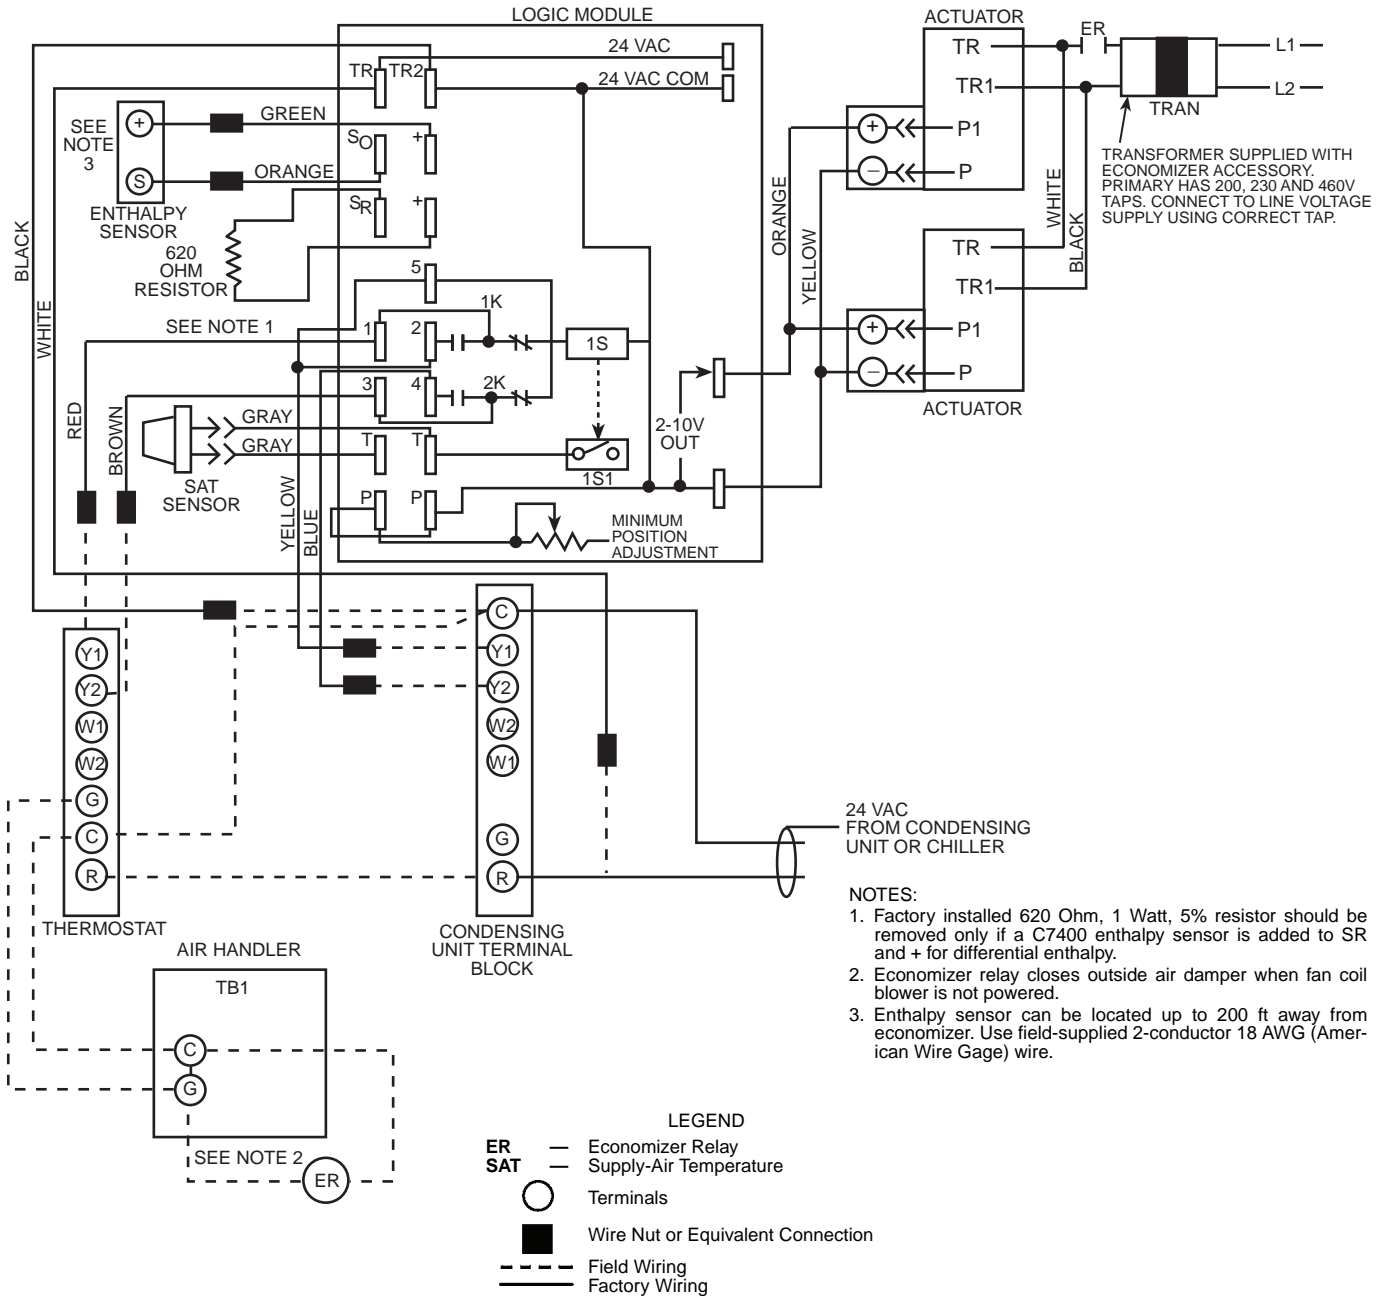 LOGIC MODULE
24 VAC
24 VAC COM
TR
TR2
SO
+
SR
+
5
1
2
1K
1S
3
4
2K
T
T
1S1
P
P
2-10V
OUT
MINIMUM
POSITION
ADJUSTMENT
SEE
NOTE
3
+
S
GREEN
ORANGE
ENTHALPY
SENSOR
620
OHM
RESISTOR
SEE NOTE 1
BLACK
WHITE
RED
BROWN
GRAY
GRAY
SAT
SENSOR
YELLOW
BLUE
ACTUATOR
TR
TR1
+
P1
–
P
ER
L1
L2
TRAN
TRANSFORMER SUPPLIED WITH
ECONOMIZER ACCESSORY.
PRIMARY HAS 200, 230 AND 460V
TAPS. CONNECT TO LINE VOLTAGE
SUPPLY USING CORRECT TAP.
ORANGE
YELLOW
WHITE
BLACK
TR
TR1
+
P1
–
P
ACTUATOR
Y1
Y2
W1
W2
G
C
R
THERMOSTAT
C
Y1
Y2
W2
W1
G
R
CONDENSING
UNIT TERMINAL
BLOCK
24 VAC
FROM CONDENSING
UNIT OR CHILLER
AIR HANDLER
TB1
C
G
SEE NOTE 2
ER
NOTES:
1. Factory installed 620 Ohm, 1 Watt, 5% resistor should be
removed only if a C7400 enthalpy sensor is added to SR
and + for differential enthalpy.
2. Economizer relay closes outside air damper when fan coil
blower is not powered.
3. Enthalpy sensor can be located up to 200 ft away from
economizer. Use field-supplied 2-conductor 18 AWG (Amer-
ican Wire Gage) wire.
LEGEND
ER — Economizer Relay
SAT — Supply-Air Temperature
Terminals
Wire Nut or Equivalent Connection
Field Wiring
Factory Wiring